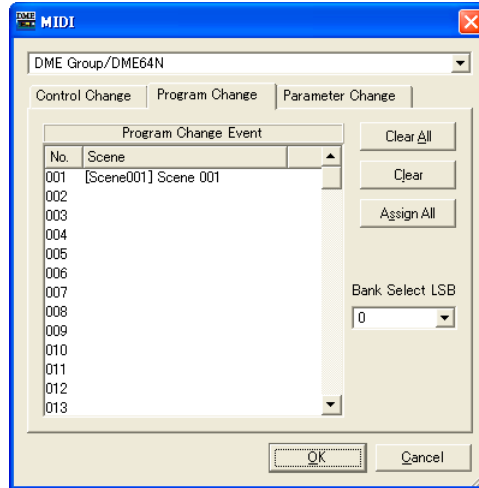 DME MIDI
DME Group/DME64N
Control Change Program Change Parameter Change
Program Change Event
Clear All
No. Scene
001 [Scene001] Scene 001
Clear
002
003
Assign All
004
005
006
007
Bank Select LSB
008
0
009
010
011
012
013
OK Cancel